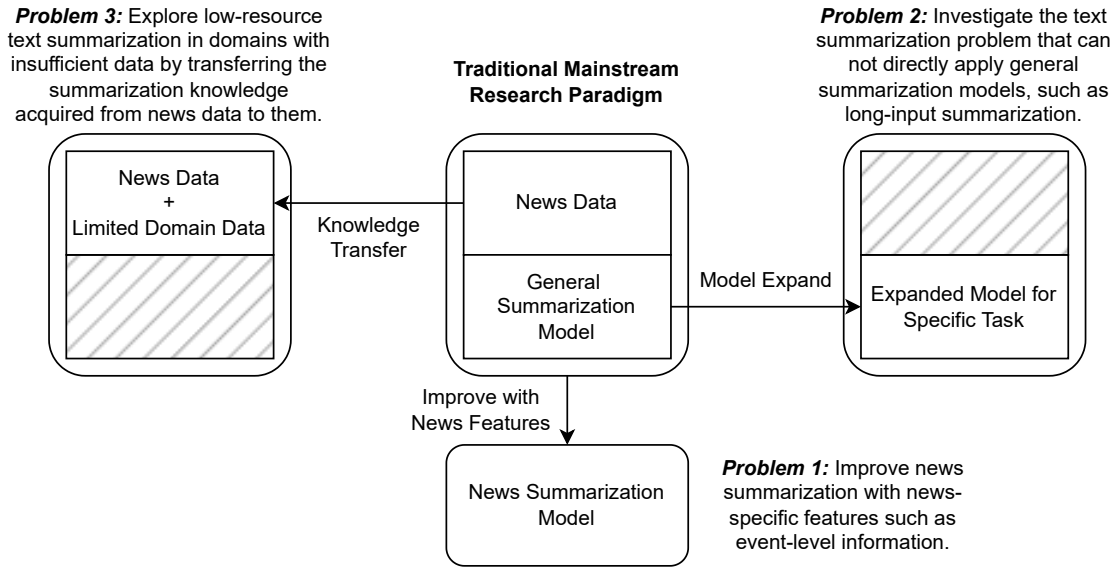 Problem 3: Explore low-resource
text summarization in domains with
insufficient data by transferring the
summarization knowledge
acquired from news data to them.
Traditional Mainstream
Research Paradigm
Problem 2: Investigate the text
summarization problem that can
not directly apply general
summarization models, such as
long-input summarization.
News Data
+
Limited Domain Data
Knowledge
Transfer
News Data
General
Summarization
Model
Model Expand
Expanded Model for
Specific Task
Improve with
News Features
News Summarization
Model
Problem 1: Improve news
summarization with news-
specific features such as
event-level information.